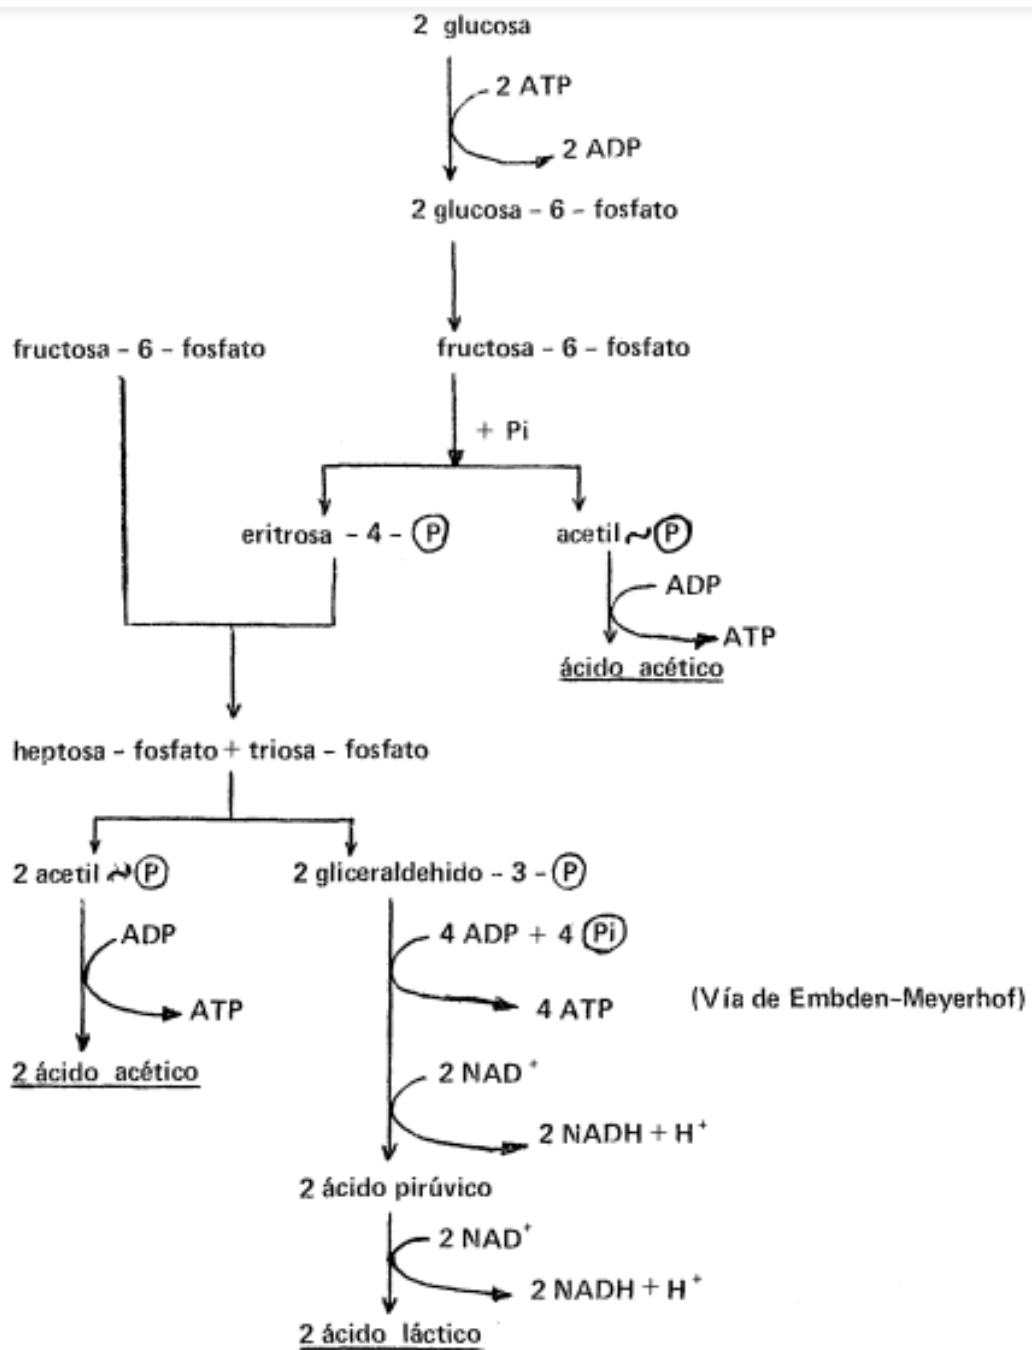 2 glucosa
2 ATP
2 ADP
2 glucosa - 6 - fosfato
fructosa - 6 - fosfato
fructosa - 6 - fosfato
+ Pi
eritrosa - 4 - P
acetil ~ P
ADP
ATP
ácido acético
heptosa - fosfato + triosa - fosfato
2 acetil ~ P
2 gliceraldehido - 3 - P
ADP
4 ADP + 4 Pi
ATP
4 ATP
(Vía de Embden-Meyerhof)
2 ácido acético
2 NAD⁺
2 NADH + H⁺
2 ácido pirúvico
2 NAD⁺
2 NADH + H⁺
2 ácido láctico